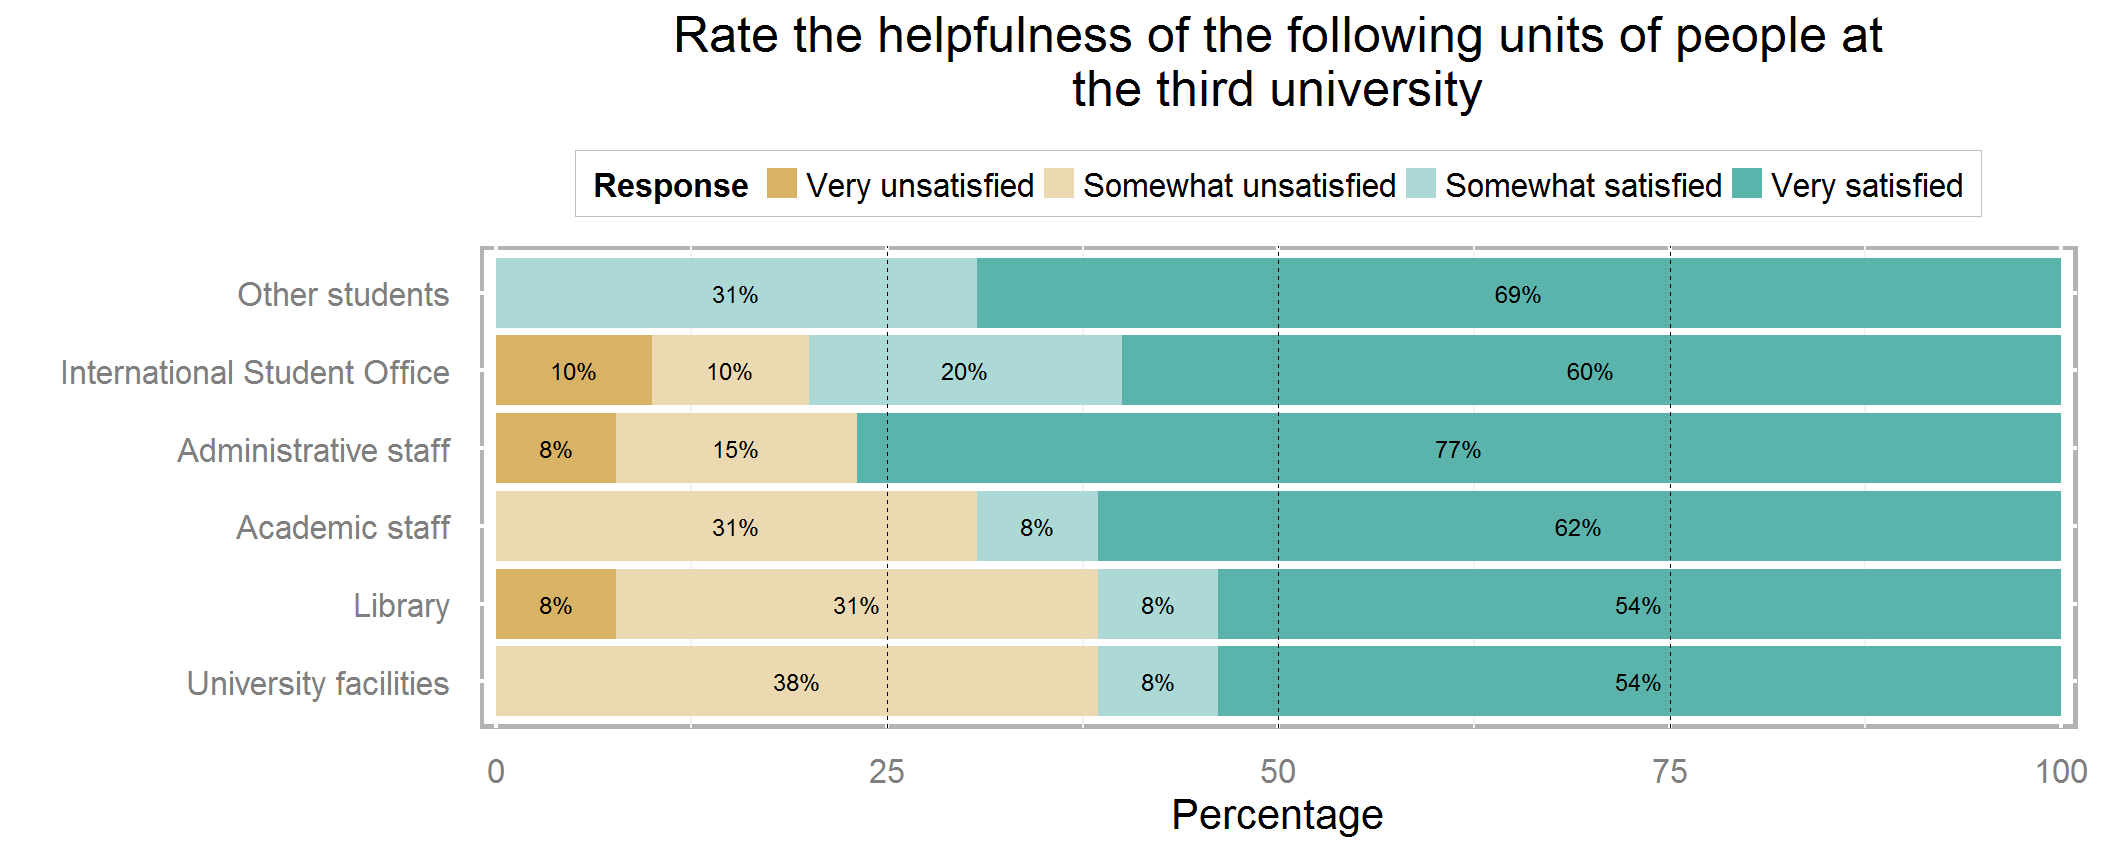 Rate the helpfulness of the following units of people at
the third university
Response Very unsatisfied Somewhat unsatisfied Somewhat satisfied Very satisfied
Other students 31% 69%
International Student Office 10% 10% 20% 60%
Administrative staff 8% 15% 77%
Academic staff 31% 8% 62%
Library 8% 31% 8% 54%
University facilities 38% 8% 54%
0 25 50 75 100
Percentage